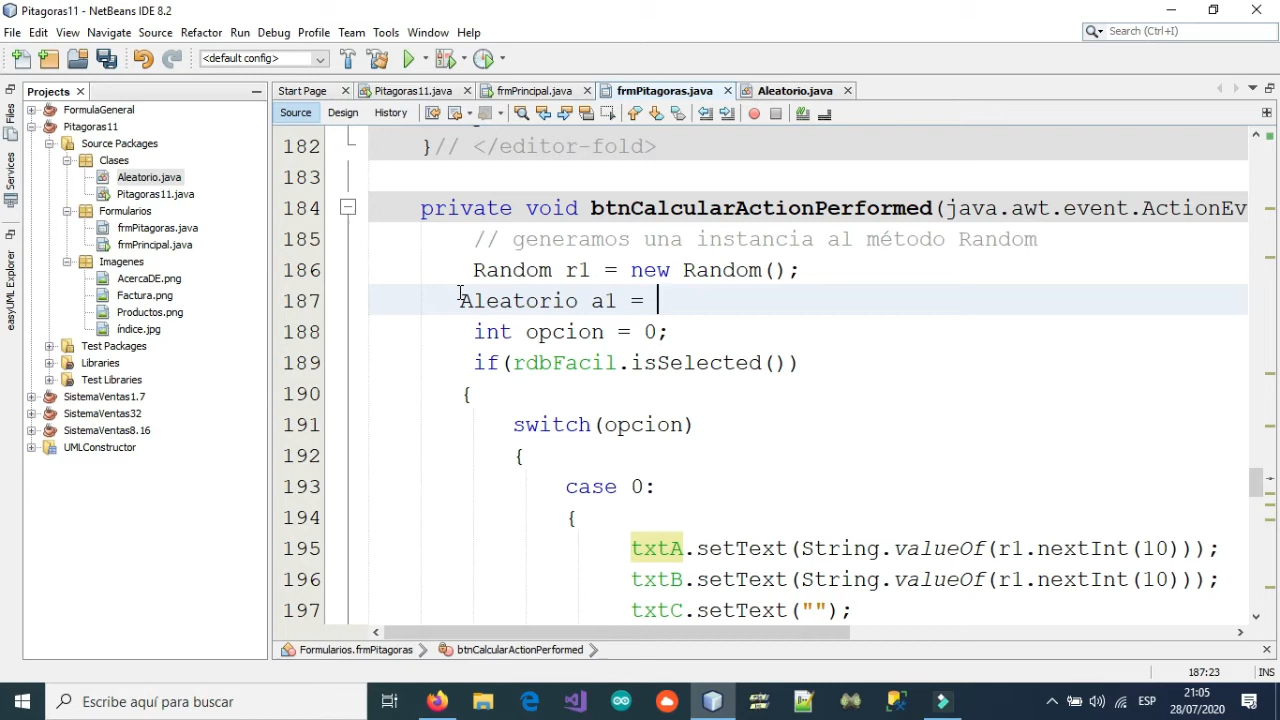 Pitagoras11 - NetBeans IDE 8.2
File Edit View Navigate Source Refactor Run Debug Profile Team Tools Window Help
Search (Ctrl+I)
<default config>
Projects
Start Page
Pitagoras11.java
frmPrincipal.java
frmPitagoras.java
Aleatorio.java
Source Design History
Files
Services
easyUML Explorer
FormulaGeneral
Pitagoras11
Source Packages
Clases
Aleatorio.java
Pitagoras11.java
Formularios
frmPitagoras.java
frmPrincipal.java
Imagenes
AcercaDE.png
Factura.png
Productos.png
índice.jpg
Test Packages
Libraries
Test Libraries
SistemaVentas1.7
SistemaVentas32
SistemaVentas8.16
UMLConstructor
182 }// </editor-fold>
183
184 private void btnCalcularActionPerformed(java.awt.event.ActionEv
185 // generamos una instancia al método Random
186 Random r1 = new Random();
187 Aleatorio a1 =
188 int opcion = 0;
189 if(rdbFacil.isSelected())
190 {
191 switch(opcion)
192 {
193 case 0:
194 {
195 txtA.setText(String.valueOf(r1.nextInt(10)));
196 txtB.setText(String.valueOf(r1.nextInt(10)));
197 txtC.setText("");
Formularios.frmPitagoras
btnCalcularActionPerformed
187:23 INS
Escribe aquí para buscar
ESP
21:05
28/07/2020